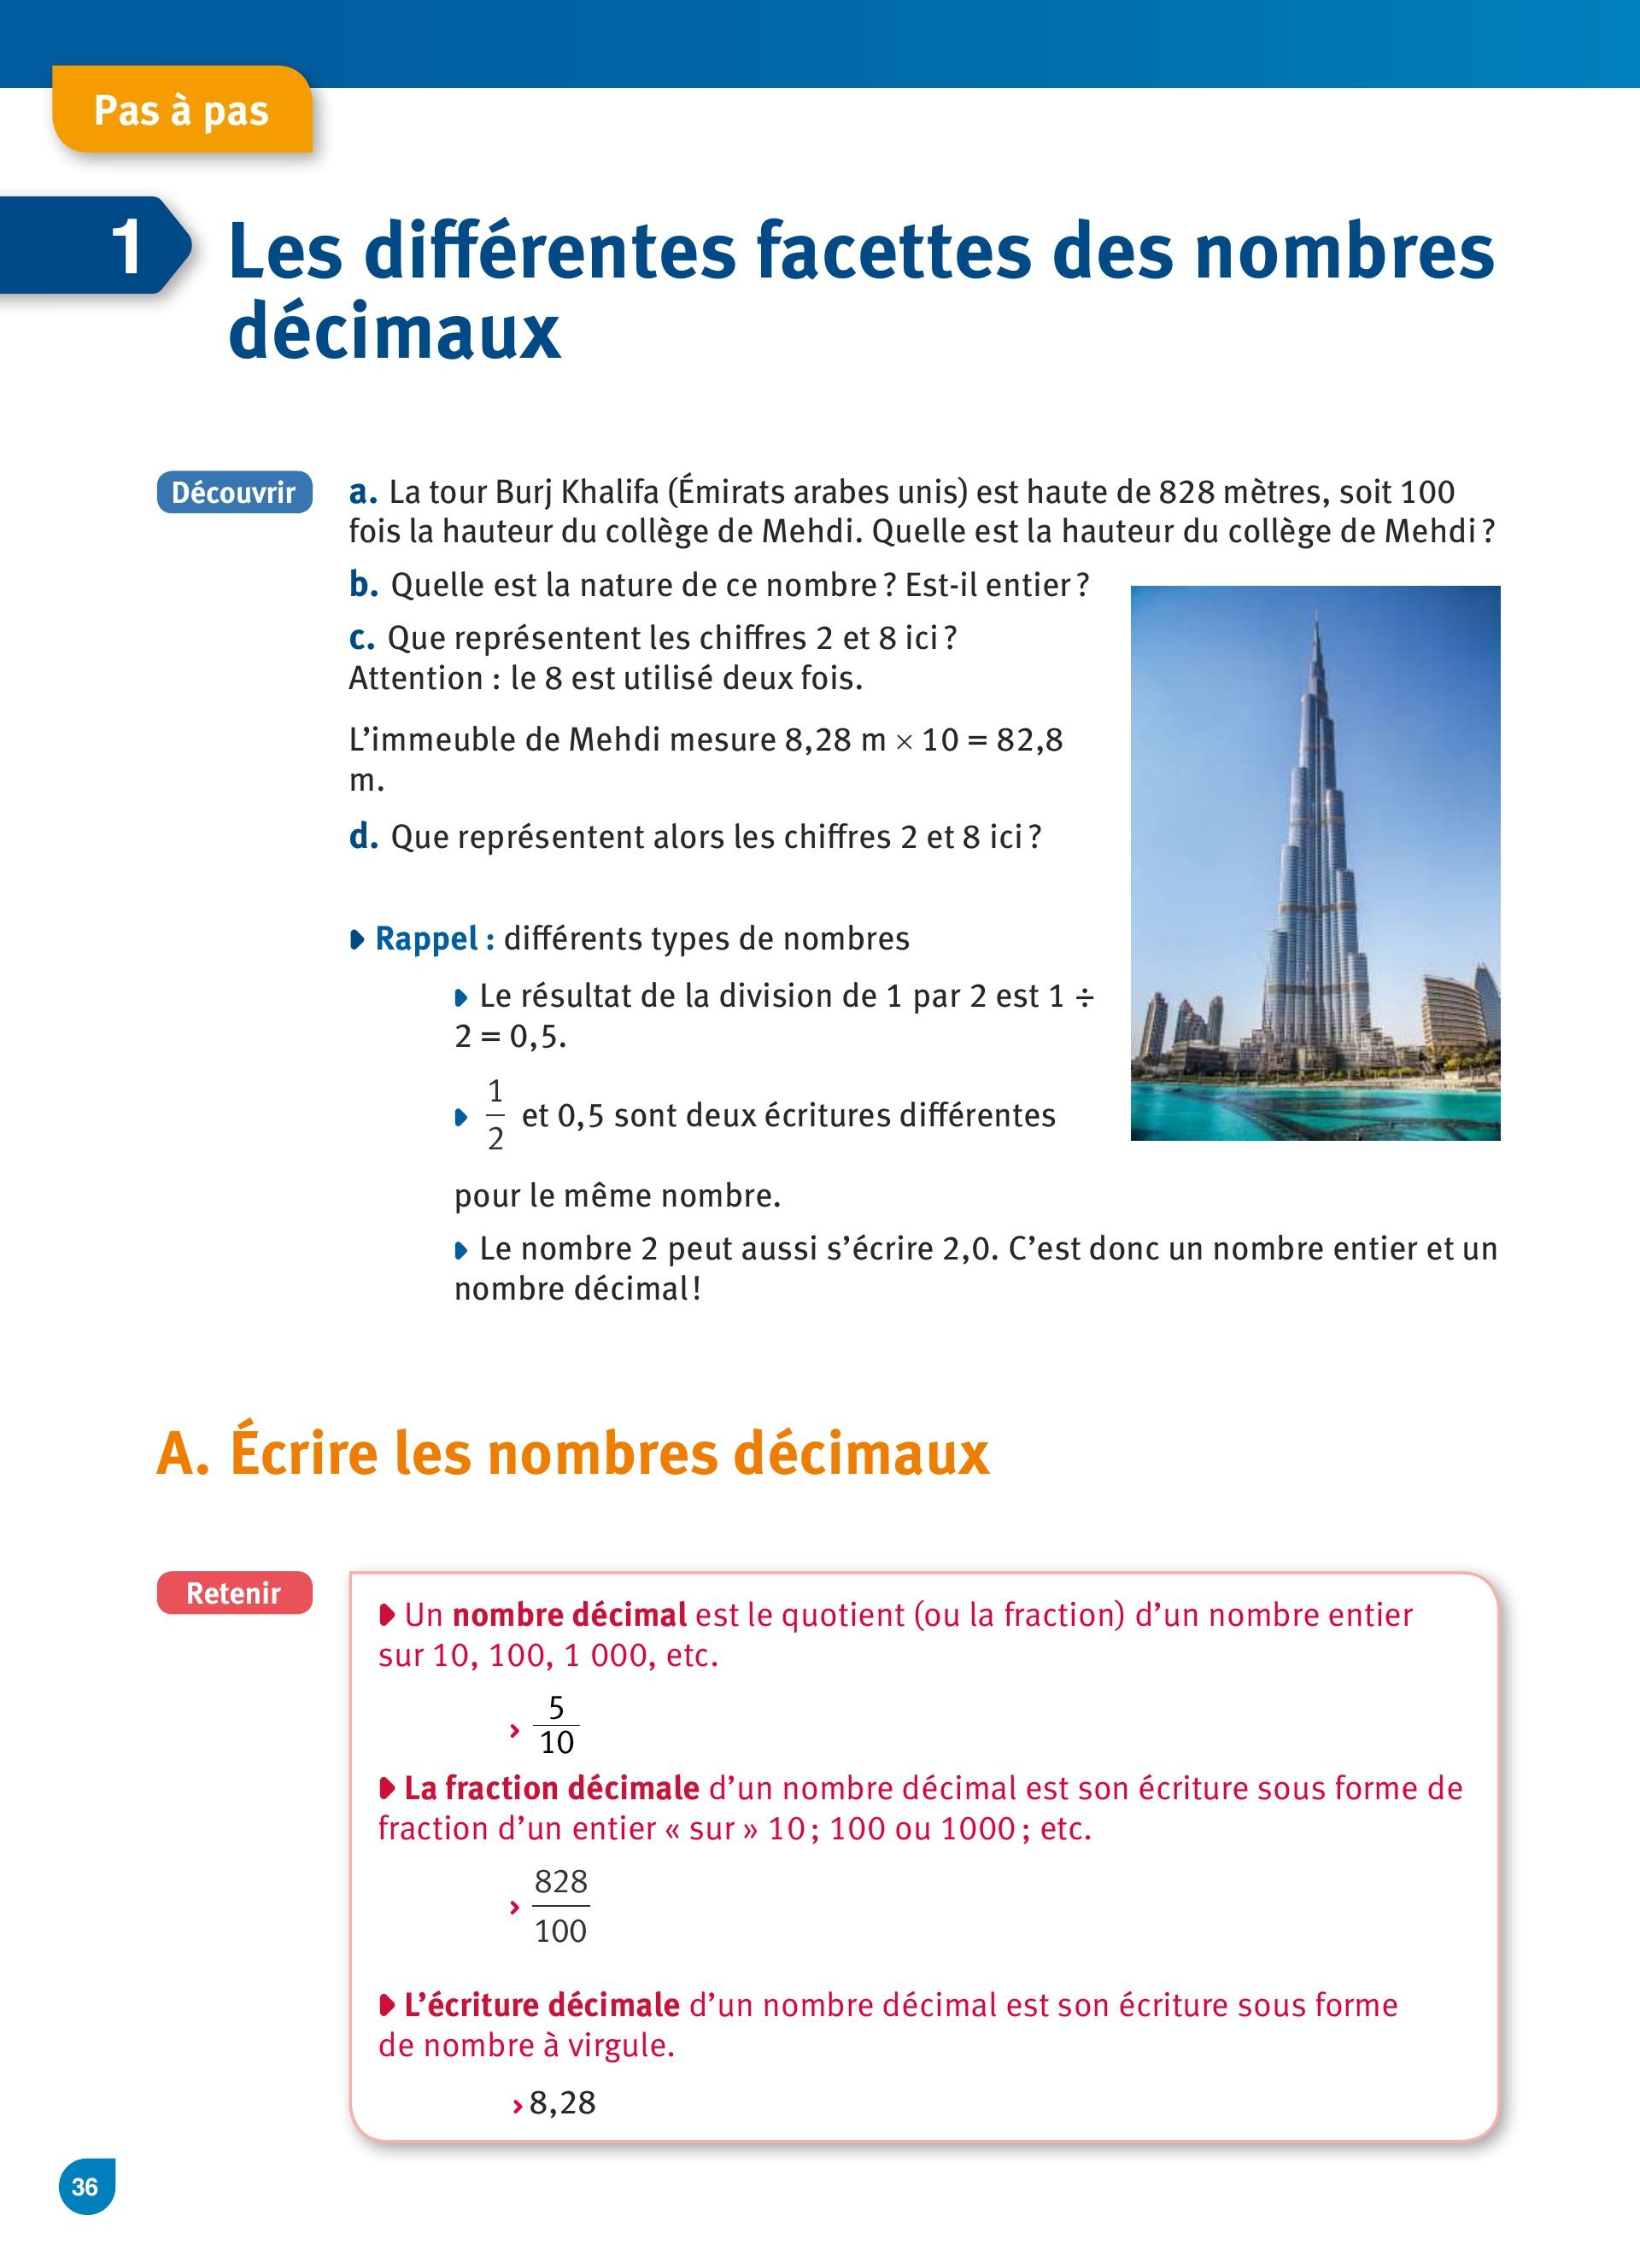 Pas à pas
1
Les différentes facettes des nombres
décimaux
Découvrir
a. La tour Burj Khalifa (Émirats arabes unis) est haute de 828 mètres, soit 100
fois la hauteur du collège de Mehdi. Quelle est la hauteur du collège de Mehdi ?
b. Quelle est la nature de ce nombre ? Est-il entier ?
c. Que représentent les chiffres 2 et 8 ici ?
Attention : le 8 est utilisé deux fois.
L’immeuble de Mehdi mesure 8,28 m × 10 = 82,8
m.
d. Que représentent alors les chiffres 2 et 8 ici ?
Rappel : différents types de nombres
Le résultat de la division de 1 par 2 est 1 ÷
2 = 0,5.
1
2
et 0,5 sont deux écritures différentes
pour le même nombre.
Le nombre 2 peut aussi s’écrire 2,0. C’est donc un nombre entier et un
nombre décimal !
A. Écrire les nombres décimaux
Retenir
Un nombre décimal est le quotient (ou la fraction) d’un nombre entier
sur 10, 100, 1 000, etc.
› 5
10
La fraction décimale d’un nombre décimal est son écriture sous forme de
fraction d’un entier « sur » 10 ; 100 ou 1000 ; etc.
› 828
100
L’écriture décimale d’un nombre décimal est son écriture sous forme
de nombre à virgule.
› 8,28
36